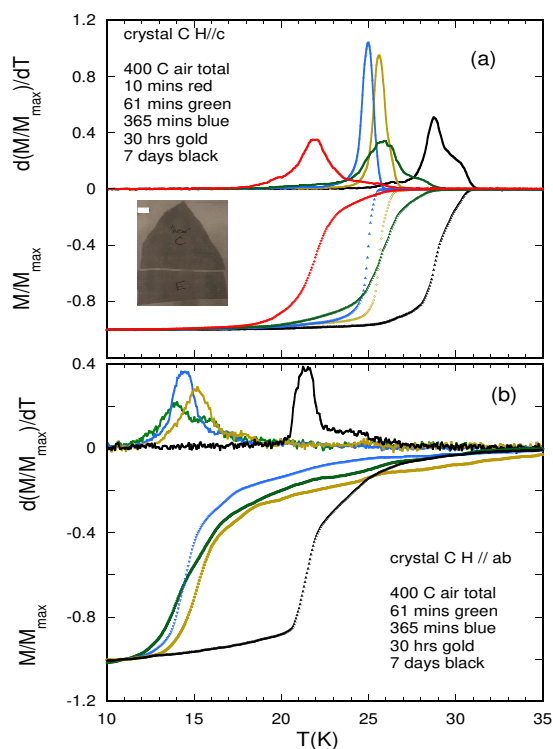 1.2
crystal C H//c
(a)
400 C air total
10 mins red
61 mins green
365 mins blue
30 hrs gold
7 days black
0.8
0.4
0
-0.4
-0.8
d(M/M_max)/dT
M/M_max
C
E
0.4
(b)
0
-0.4
-0.8
-1.2
d(M/M_max)/dT
M/M_max
crystal C H // ab
400 C air total
61 mins green
365 mins blue
30 hrs gold
7 days black
10 15 20 25 30 35
T(K)